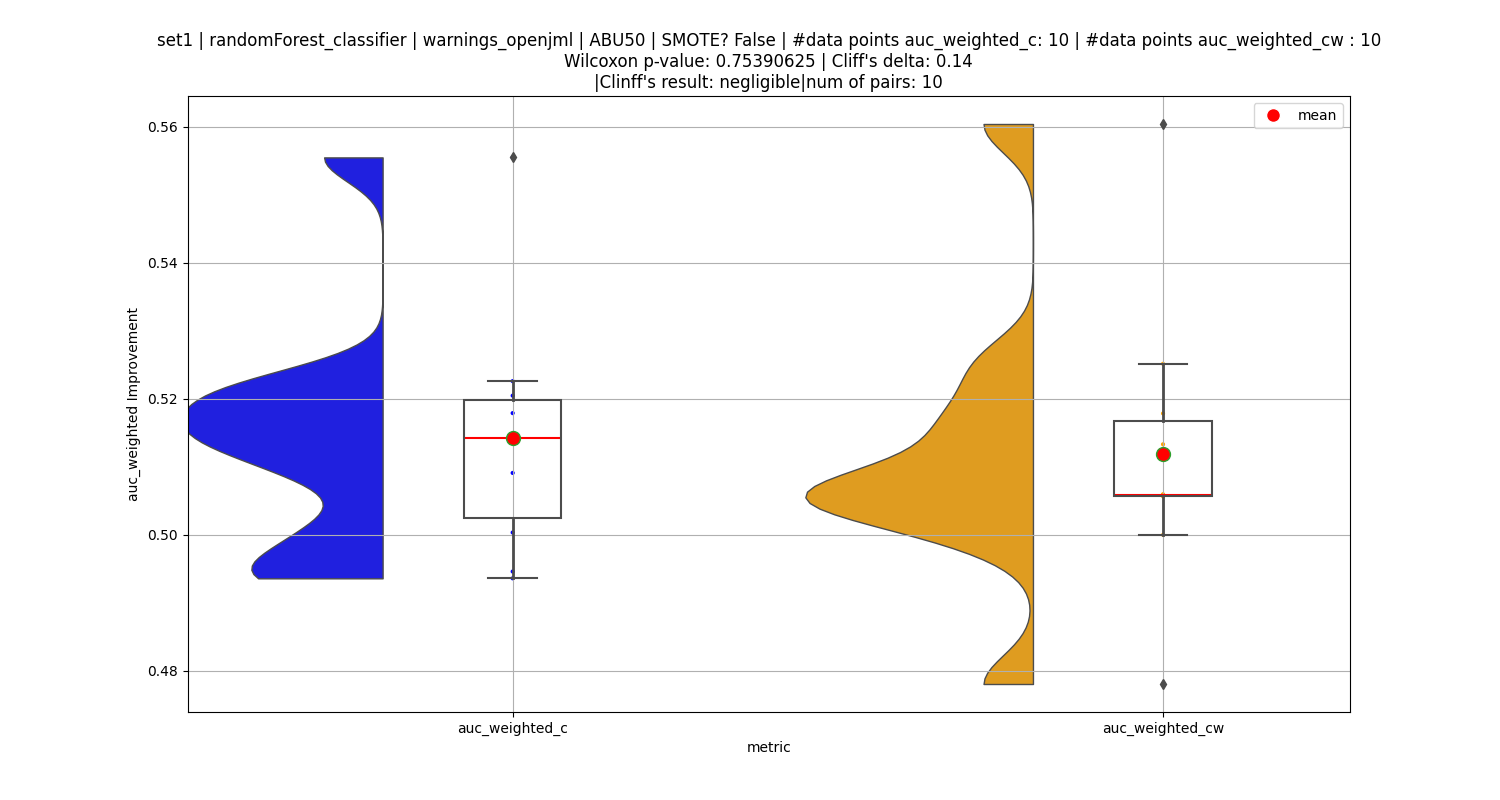 set1 | randomForest_classifier | warnings_openjml | ABU50 | SMOTE? False | #data points auc_weighted_c: 10 | #data points auc_weighted_cw : 10
Wilcoxon p-value: 0.75390625 | Cliff's delta: 0.14
|Clinff's result: negligible|num of pairs: 10
mean
0.56
0.54
0.52
0.50
0.48
auc_weighted Improvement
auc_weighted_c
auc_weighted_cw
metric